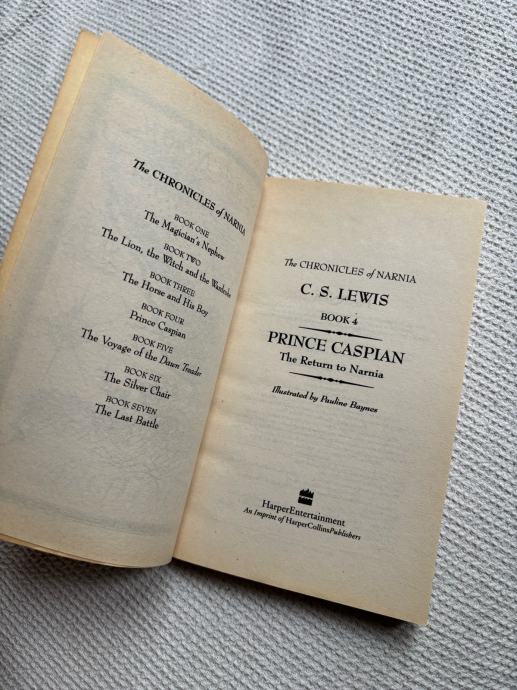 The CHRONICLES of NARNIA
BOOK ONE
The Magician's Nephew
BOOK TWO
The Lion, the Witch and the Wardrobe
BOOK THREE
The Horse and His Boy
BOOK FOUR
Prince Caspian
BOOK FIVE
The Voyage of the Dawn Treader
BOOK SIX
The Silver Chair
BOOK SEVEN
The Last Battle
The CHRONICLES of NARNIA
C. S. LEWIS
BOOK 4
PRINCE CASPIAN
The Return to Narnia
Illustrated by Pauline Baynes
HarperEntertainment
An Imprint of HarperCollinsPublishers